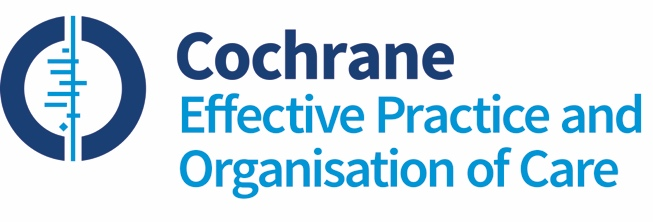 Cochrane
Effective Practice and
Organisation of Care